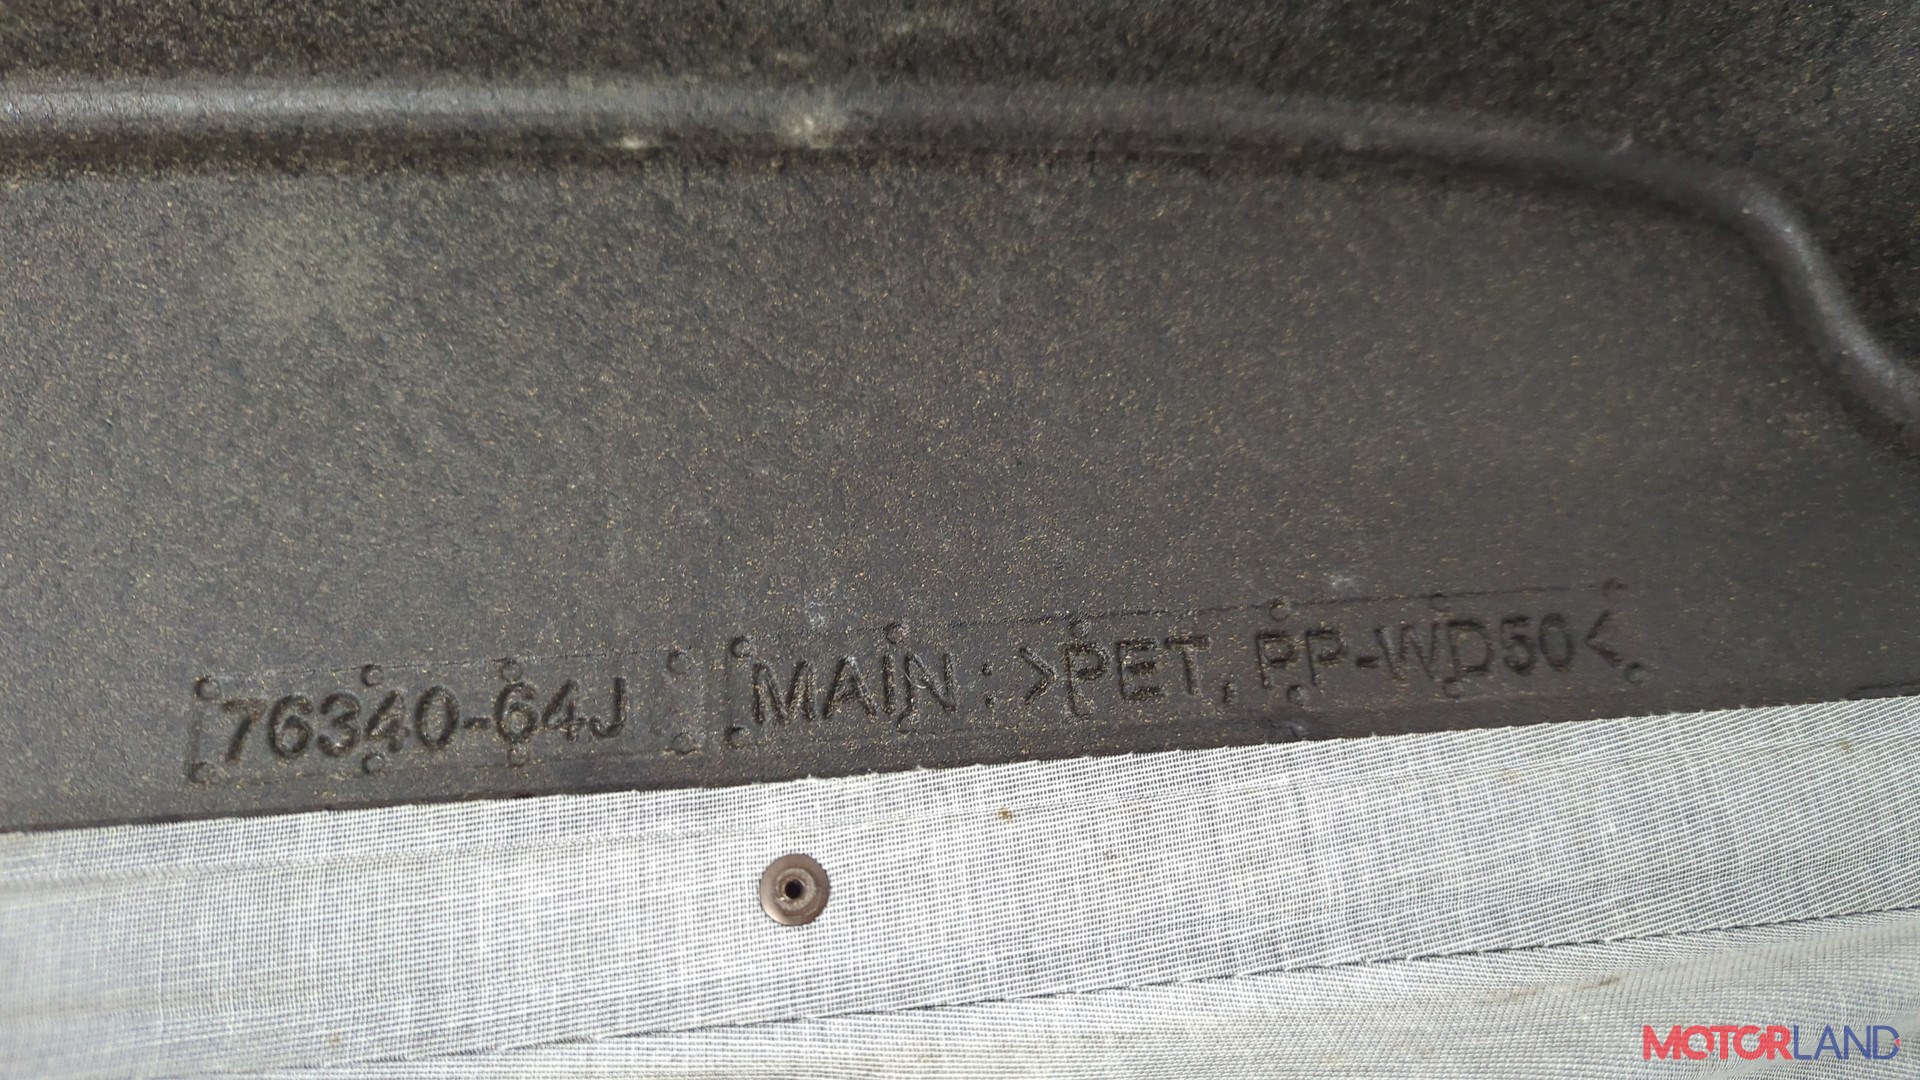 76340-64J MAIN : >PET, PP-WD50<
MOTORLAND